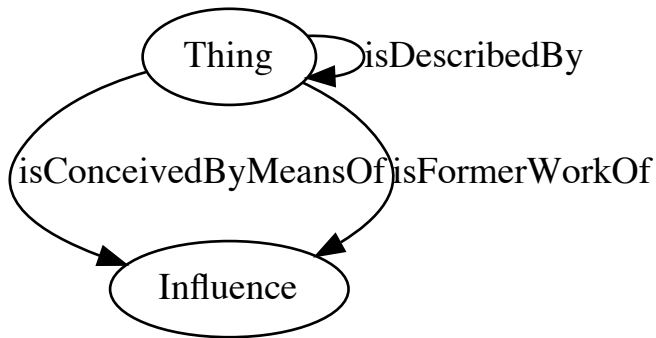 Thing
isDescribedBy
isConceivedByMeansOf
isFormerWorkOf
Influence